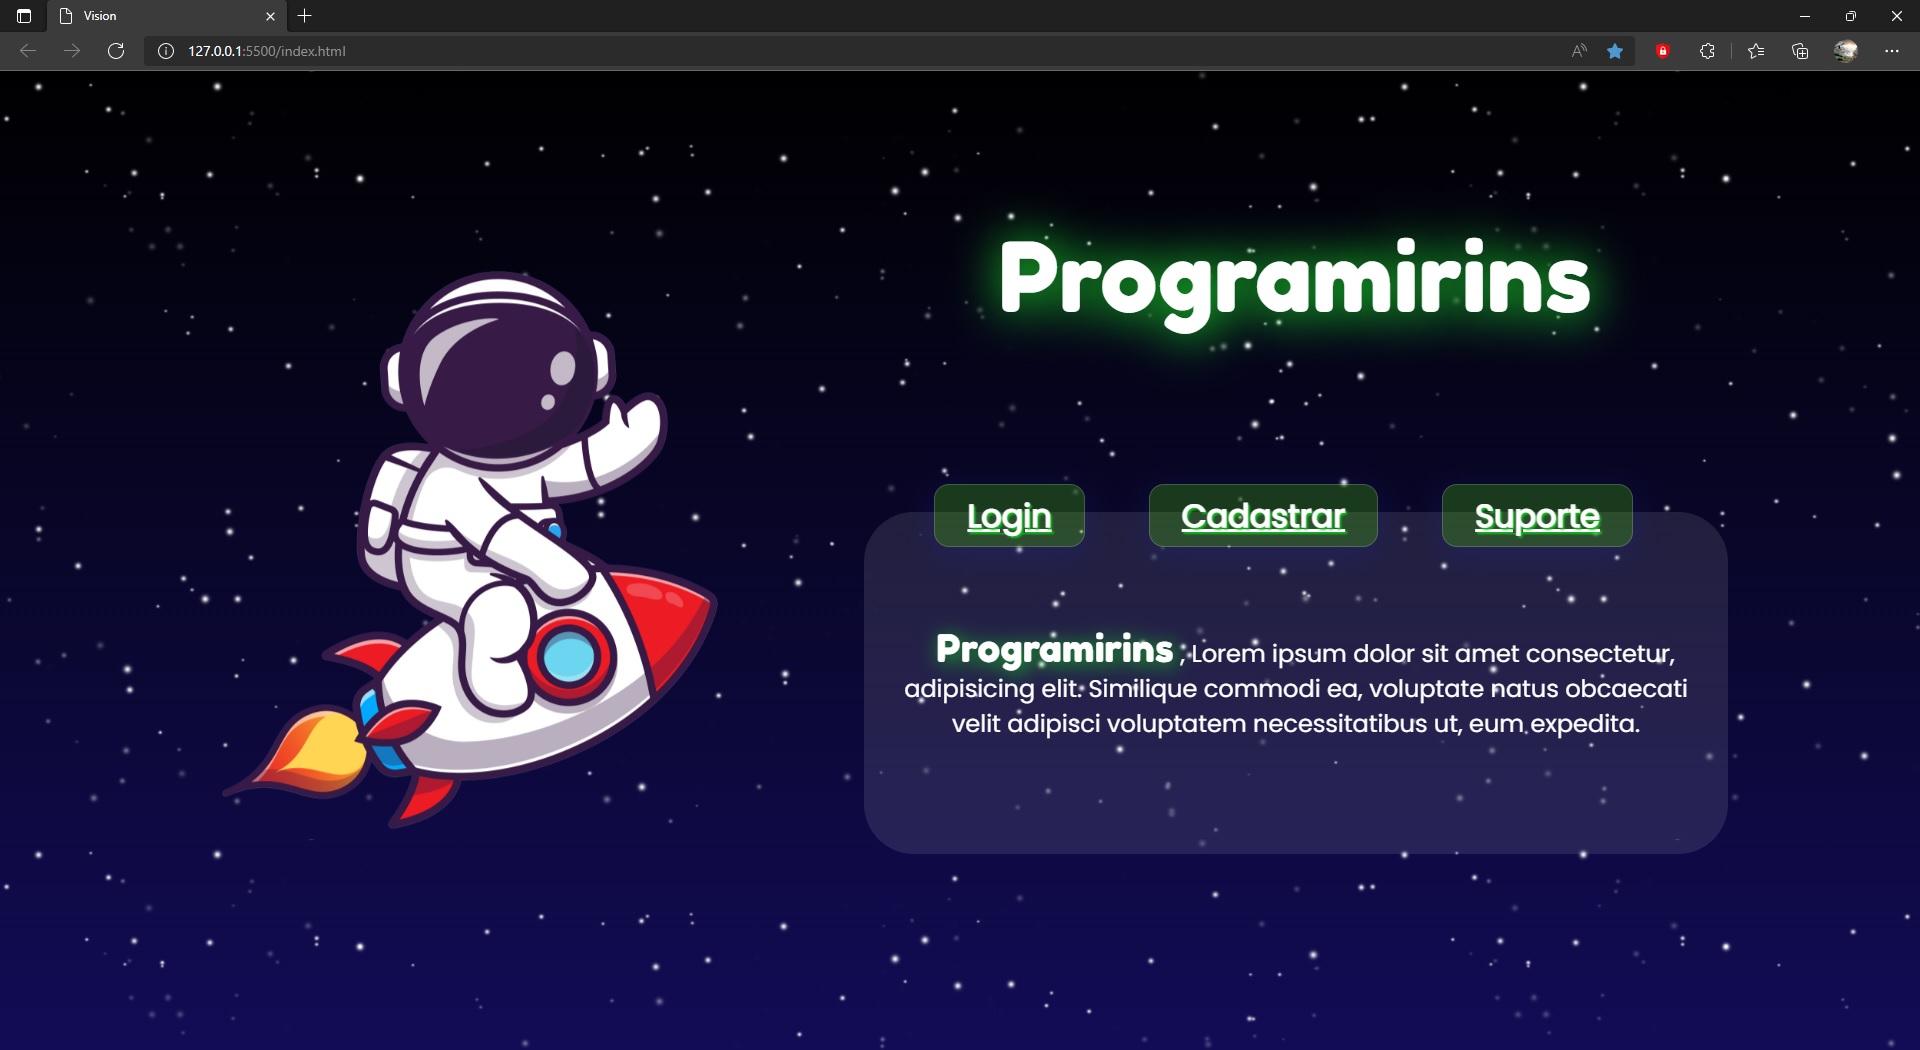 Vision
127.0.0.1:5500/index.html
Programirins
Login Cadastrar Suporte
Programirins , Lorem ipsum dolor sit amet consectetur,
adipisicing elit. Similique commodi ea, voluptate natus obcaecati
velit adipisci voluptatem necessitatibus ut, eum expedita.